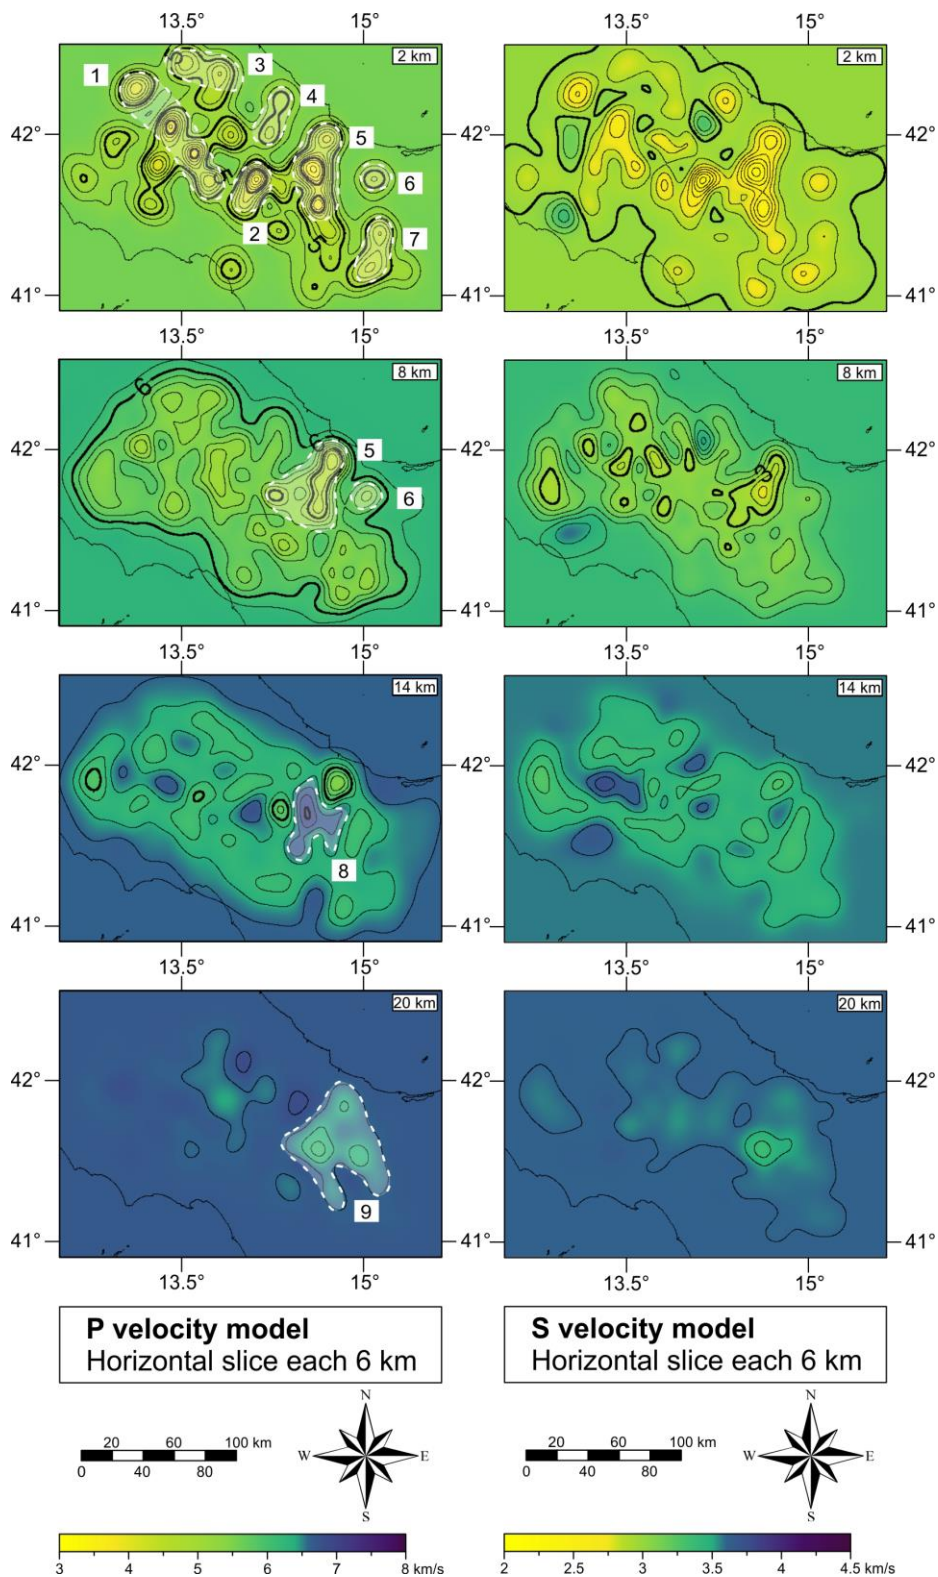 13.5° 15° 13.5° 15°
2 km 2 km
1 3 4 5 6 2 7
5 5
42° 42° 42°
41° 41° 41°
13.5° 15° 13.5° 15°
8 km 8 km
6 5 6 3
42° 42° 42°
41° 41° 41°
13.5° 15° 13.5° 15°
14 km 14 km
42° 42° 42°
8
41° 41° 41°
20 km 20 km
42° 42° 42°
9
41° 41° 41°
13.5° 15° 13.5° 15°
P velocity model
Horizontal slice each 6 km
S velocity model
Horizontal slice each 6 km
20 60 100 km
0 40 80
N
W E
S
20 60 100 km
0 40 80
N
W E
S
3 4 5 6 7 8 km/s
2 2.5 3 3.5 4 4.5 km/s